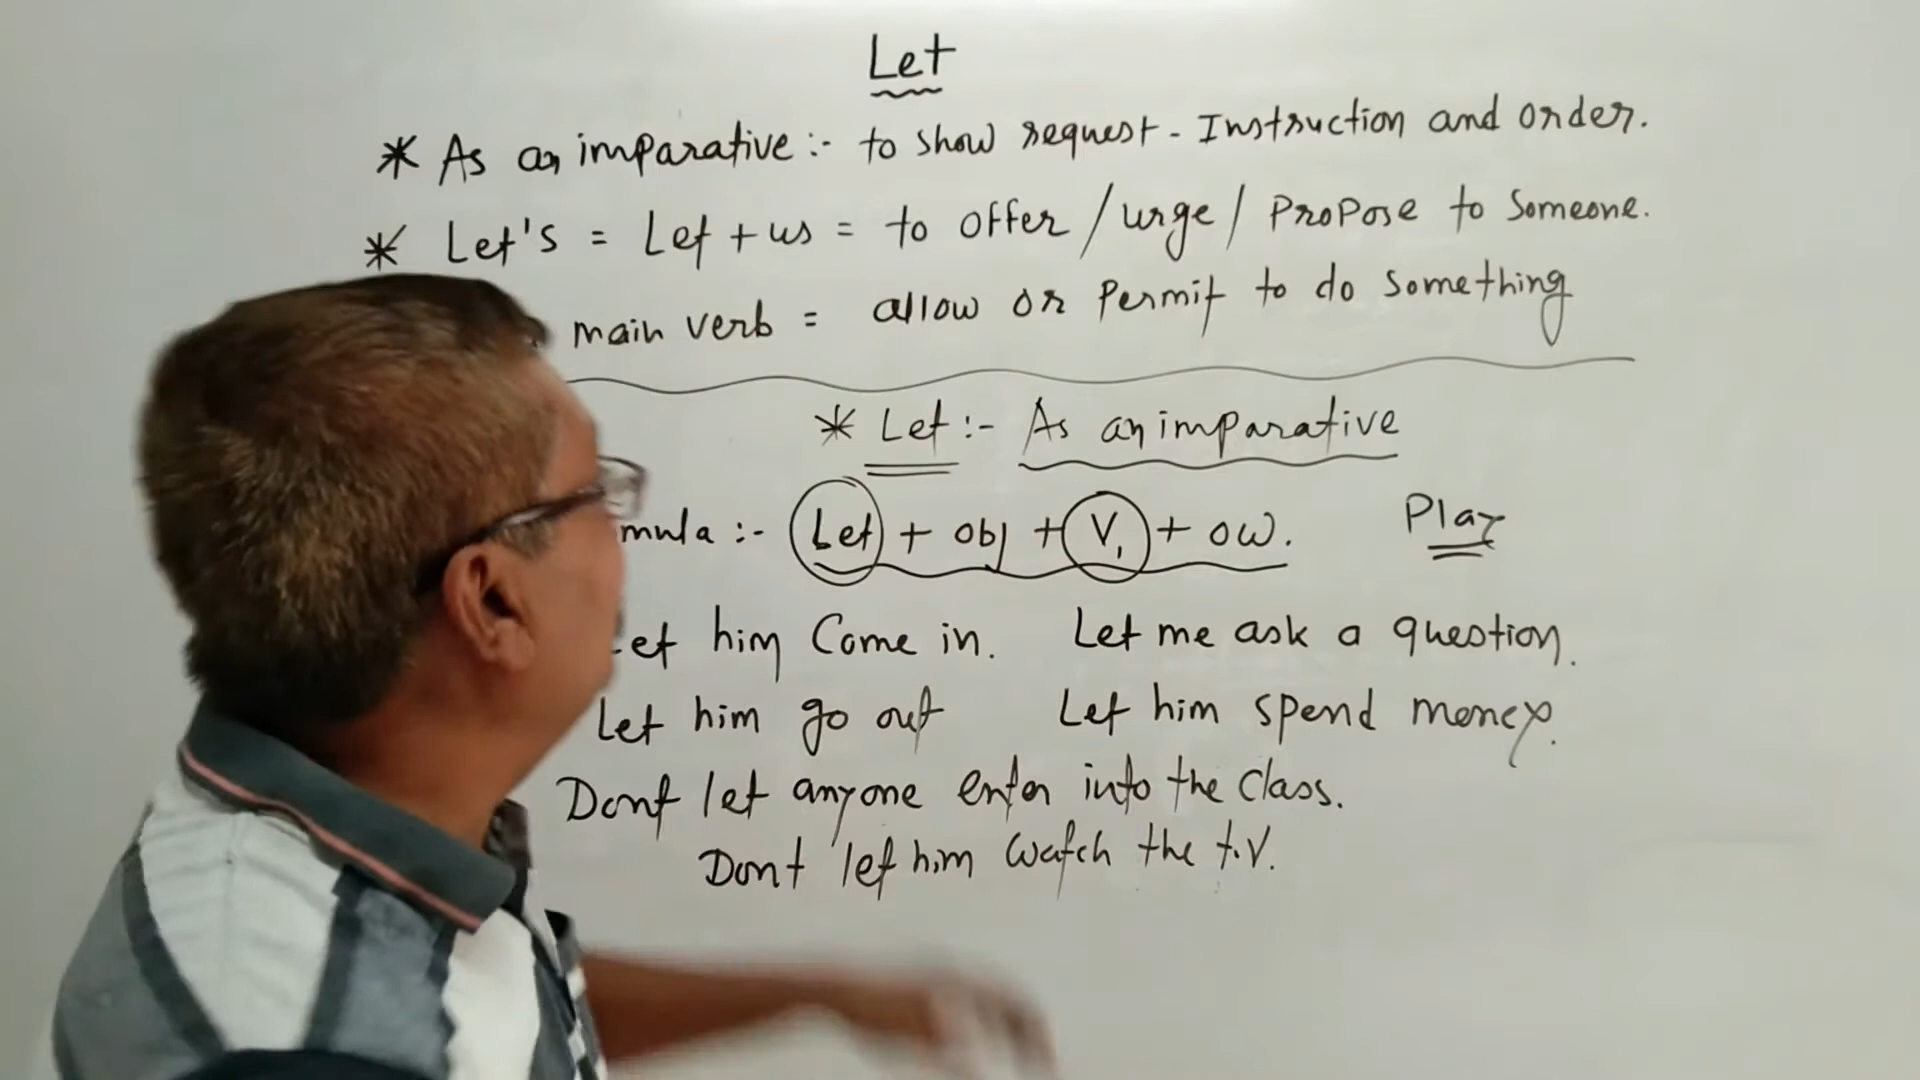 Let
* As an imparative :- to show request - Instruction and order.
* Let's = Let + us = to offer / urge / propose to someone.
main verb = allow or permit to do something
* Let :- As an imparative
mula :- Let + obj + V1 + ow. Play
et him come in. Let me ask a question.
Let him go out Let him spend money.
Dont let anyone enter into the class.
Dont let him watch the t.V.